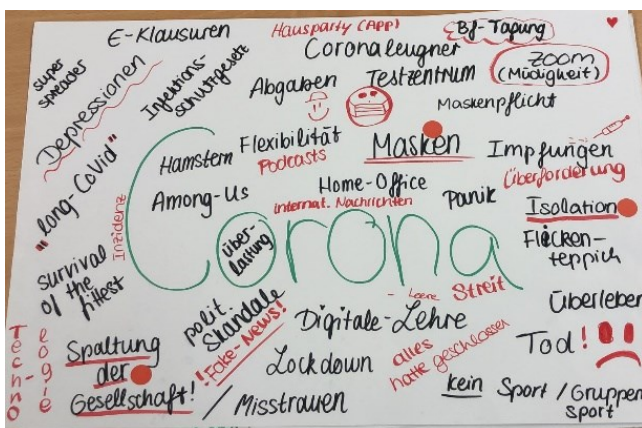 E-Klausuren
Hausparty (APP)
Bf-Tagung
Coronaleugner
super
spreader
Depressionen
Infektions-
schutzgesetz
Abgaben
Testzentrum
Zoom
(Müdigkeit)
Maskenpflicht
Flexibilität
Podcasts
Masken
Impfungen
Überforderung
Hamstern
"long-Covid"
Inzidenz
Among-Us
Home-Office
Internat. Nachrichten
Panik
Isolation
Corona
über-
lastung
Flicken-
teppich
survival
of the
fittest
polit.
Skandale
!Fake-News!
- Leere
Streit
Überleben
Digitale-Lehre
Techno
logie
Spaltung
der
Gesellschaft!
Lockdown
alles
hatte geschlossen
Tod!
/Misstrauen
kein Sport / Gruppen
sport